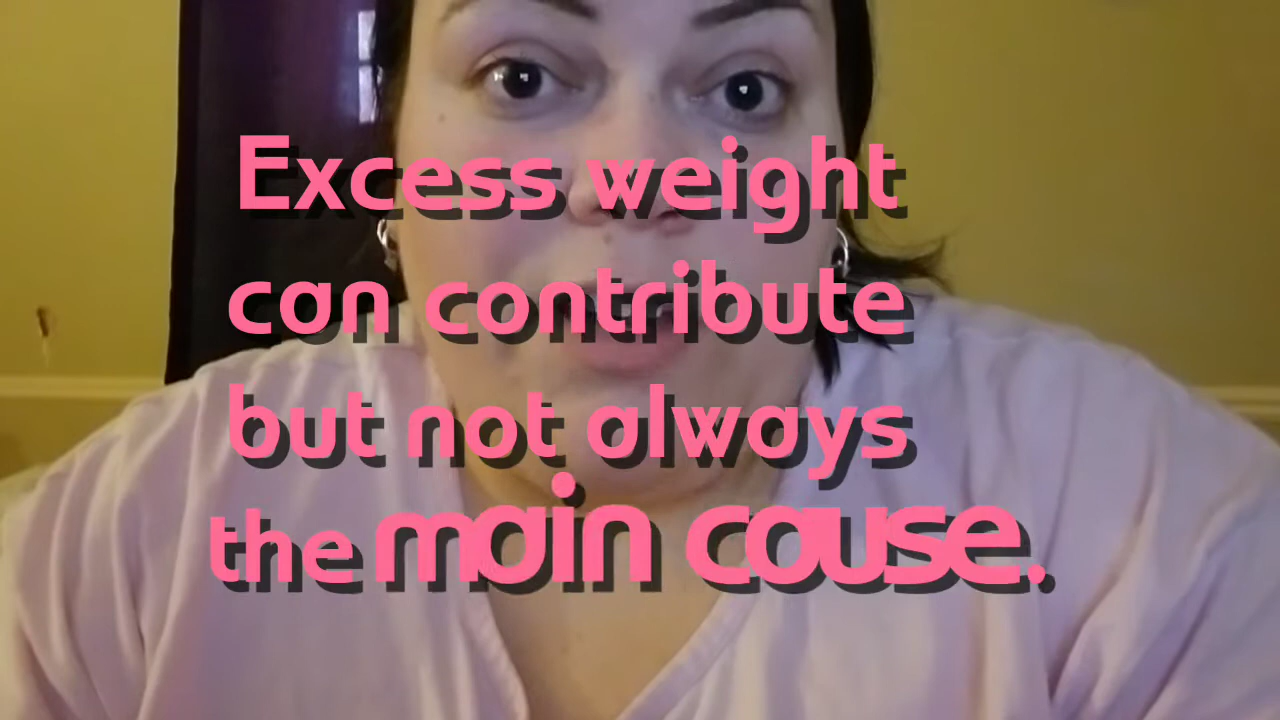 Excess weight
can contribute
but not always
the main cause.